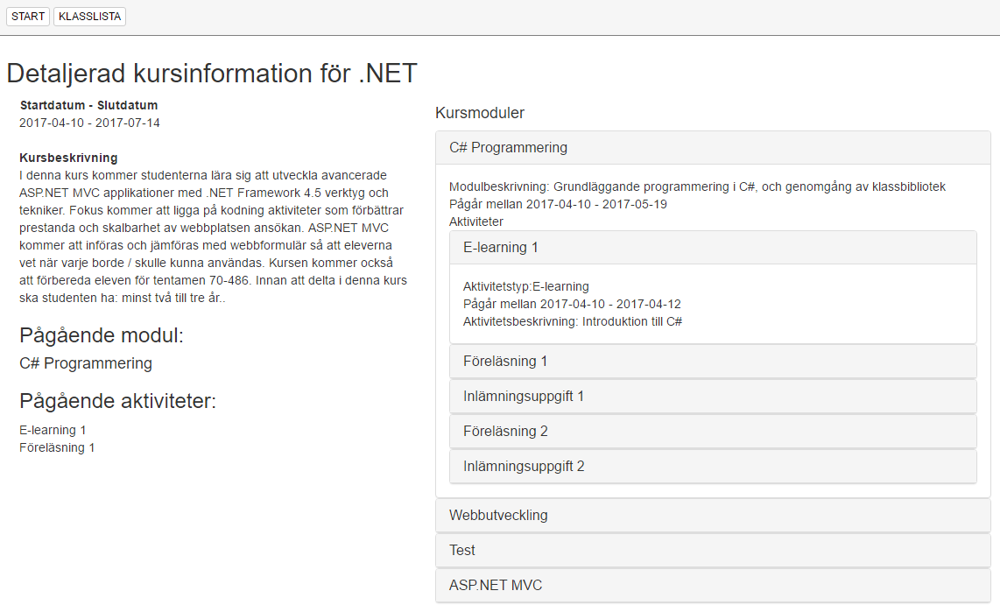 START KLASSLISTA
Detaljerad kursinformation för .NET
Startdatum - Slutdatum
2017-04-10 - 2017-07-14
Kursbeskrivning
I denna kurs kommer studenterna lära sig att utveckla avancerade
ASP.NET MVC applikationer med .NET Framework 4.5 verktyg och
tekniker. Fokus kommer att ligga på kodning aktiviteter som förbättrar
prestanda och skalbarhet av webbplatsen ansökan. ASP.NET MVC
kommer att införas och jämföras med webbformulär så att eleverna
vet när varje borde / skulle kunna användas. Kursen kommer också
att förbereda eleven för tentamen 70-486. Innan att delta i denna kurs
ska studenten ha: minst två till tre år..
Pågående modul:
C# Programmering
Pågående aktiviteter:
E-learning 1
Föreläsning 1
Kursmoduler
C# Programmering
Modulbeskrivning: Grundläggande programmering i C#, och genomgång av klassbibliotek
Pågår mellan 2017-04-10 - 2017-05-19
Aktiviteter
E-learning 1
Aktivitetstyp:E-learning
Pågår mellan 2017-04-10 - 2017-04-12
Aktivitetsbeskrivning: Introduktion till C#
Föreläsning 1
Inlämningsuppgift 1
Föreläsning 2
Inlämningsuppgift 2
Webbutveckling
Test
ASP.NET MVC